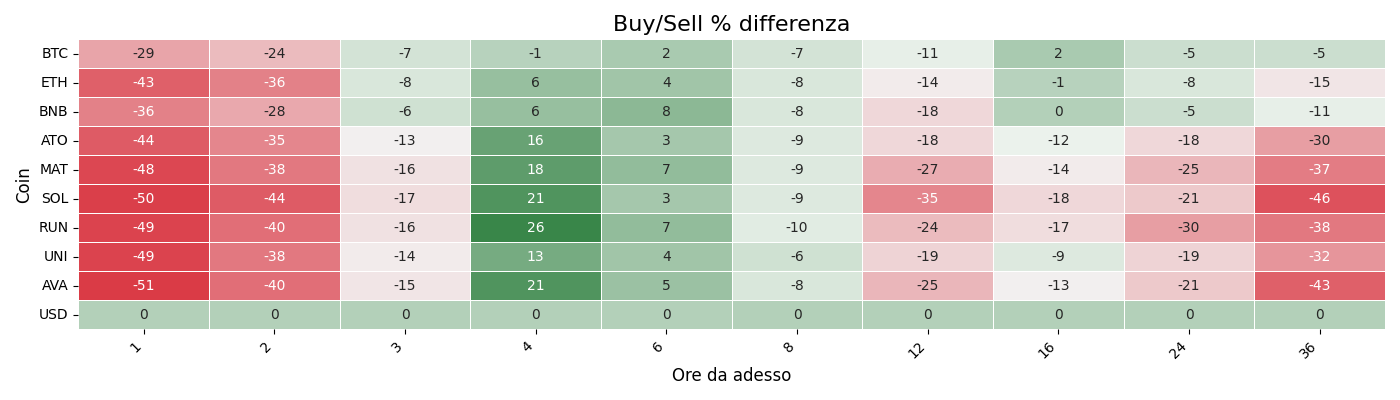 Buy/Sell % differenza
Coin
BTC -29 -24 -7 -1 2 -7 -11 2 -5 -5
ETH -43 -36 -8 6 4 -8 -14 -1 -8 -15
BNB -36 -28 -6 6 8 -8 -18 0 -5 -11
ATO -44 -35 -13 16 3 -9 -18 -12 -18 -30
MAT -48 -38 -16 18 7 -9 -27 -14 -25 -37
SOL -50 -44 -17 21 3 -9 -35 -18 -21 -46
RUN -49 -40 -16 26 7 -10 -24 -17 -30 -38
UNI -49 -38 -14 13 4 -6 -19 -9 -19 -32
AVA -51 -40 -15 21 5 -8 -25 -13 -21 -43
USD 0 0 0 0 0 0 0 0 0 0
1 2 3 4 6 8 12 16 24 36
Ore da adesso